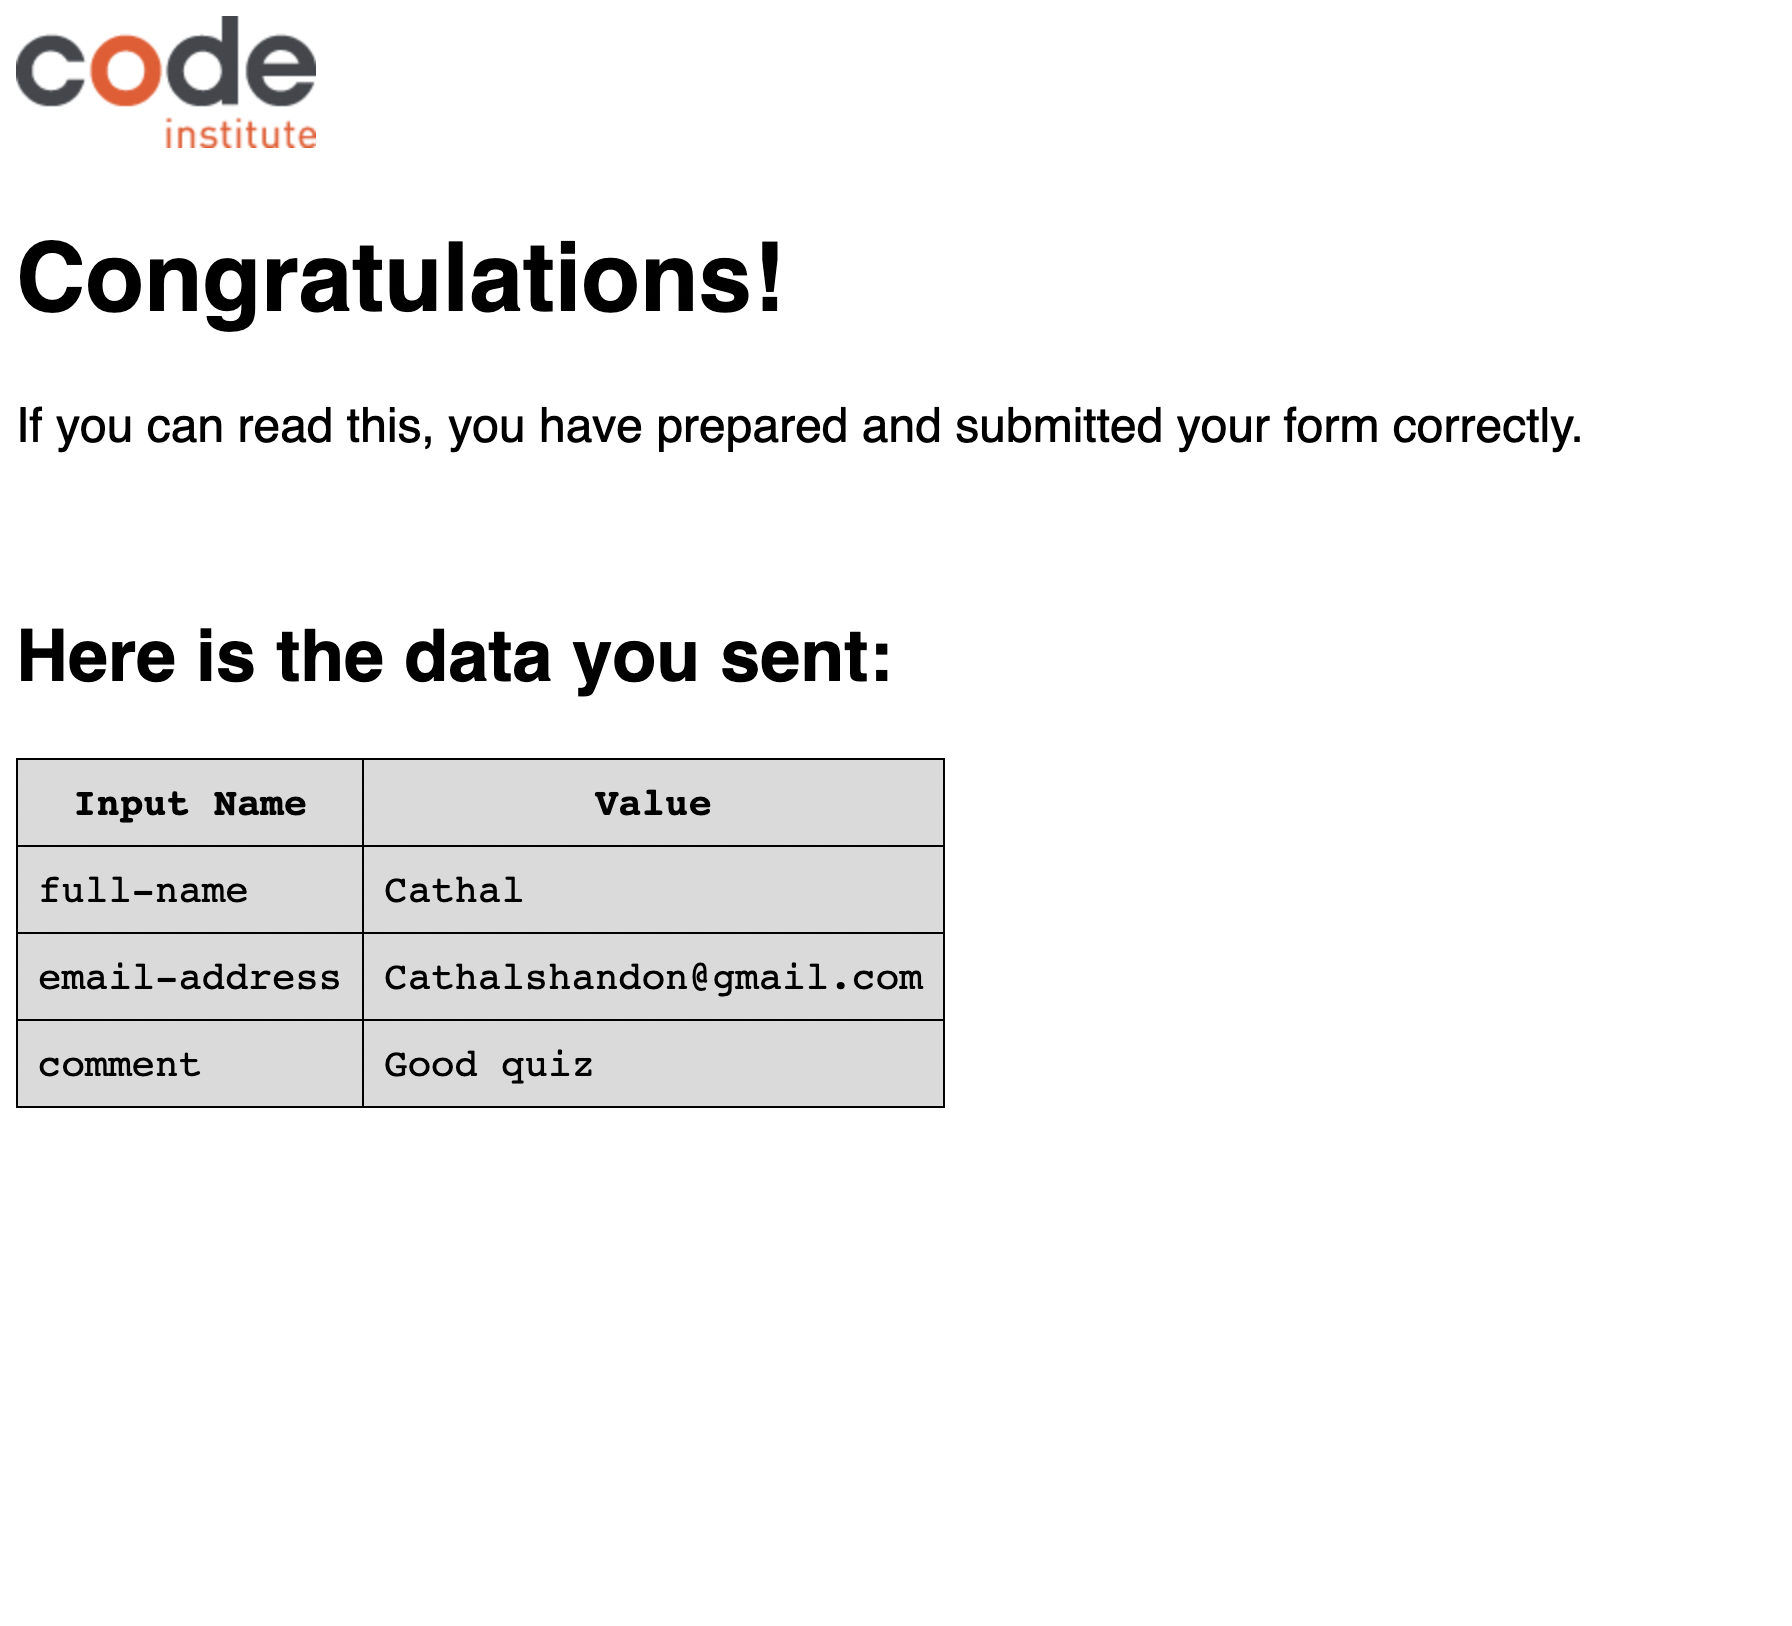 code
institute
Congratulations!
If you can read this, you have prepared and submitted your form correctly.
Here is the data you sent:
Input Name Value
full-name Cathal
email-address Cathalshandon@gmail.com
comment Good quiz